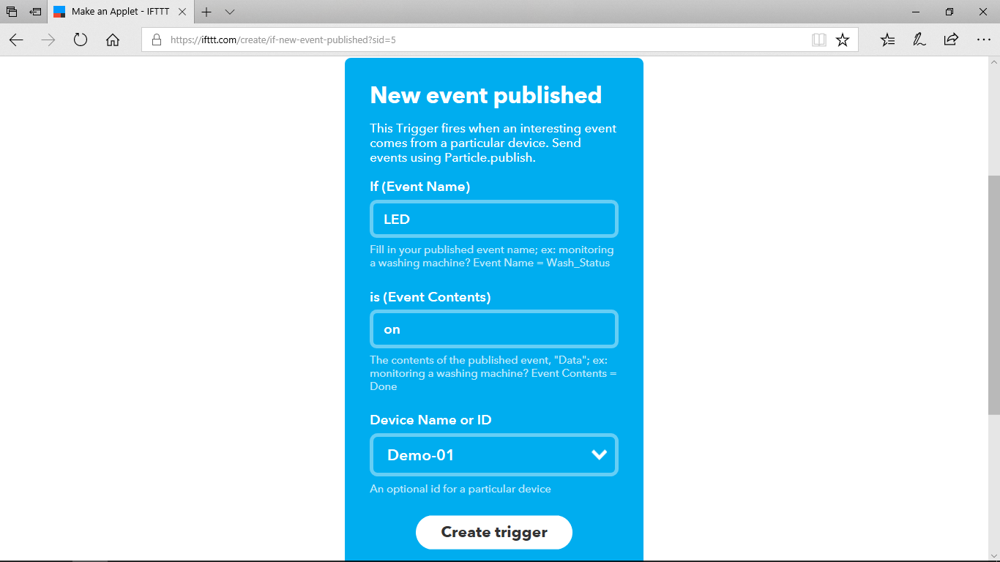 Make an Applet - IFTTT
https://ifttt.com/create/if-new-event-published?sid=5
New event published
This Trigger fires when an interesting event
comes from a particular device. Send
events using Particle.publish.
If (Event Name)
LED
Fill in your published event name; ex: monitoring
a washing machine? Event Name = Wash_Status
is (Event Contents)
on
The contents of the published event, "Data"; ex:
monitoring a washing machine? Event Contents =
Done
Device Name or ID
Demo-01
An optional id for a particular device
Create trigger